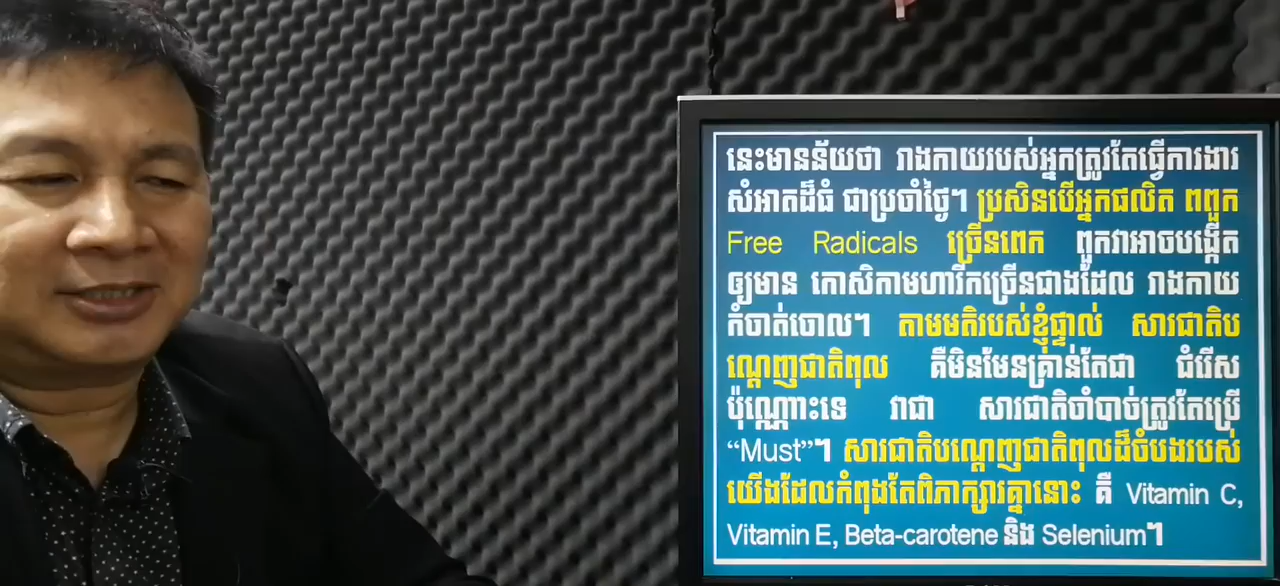 នេះមានន័យថា រាងកាយរបស់អ្នកត្រូវតែធ្វើការងារ
សំអាតដ៏ធំ ជាប្រចាំថ្ងៃ។ ប្រសិនបើអ្នកផលិត ពពួក
Free Radicals ច្រើនពេក ពួកវាអាចបង្កើត
ឲ្យមាន កោសិកាមហារីកច្រើនជាងដែល រាងកាយ
កំចាត់ចោល។ តាមមតិរបស់ខ្ញុំផ្ទាល់ សារជាតិប
ណ្តេញជាតិពុល គឺមិនមែនគ្រាន់តែជា ជំរើស
ប៉ុណ្ណោះទេ វាជា សារជាតិចាំបាច់ត្រូវតែប្រើ
“Must”។ សារជាតិបណ្តេញជាតិពុលដ៏ចំបងរបស់
យើងដែលកំពុងតែពិភាក្សារគ្នានោះ គឺ Vitamin C,
Vitamin E, Beta-carotene និង Selenium។